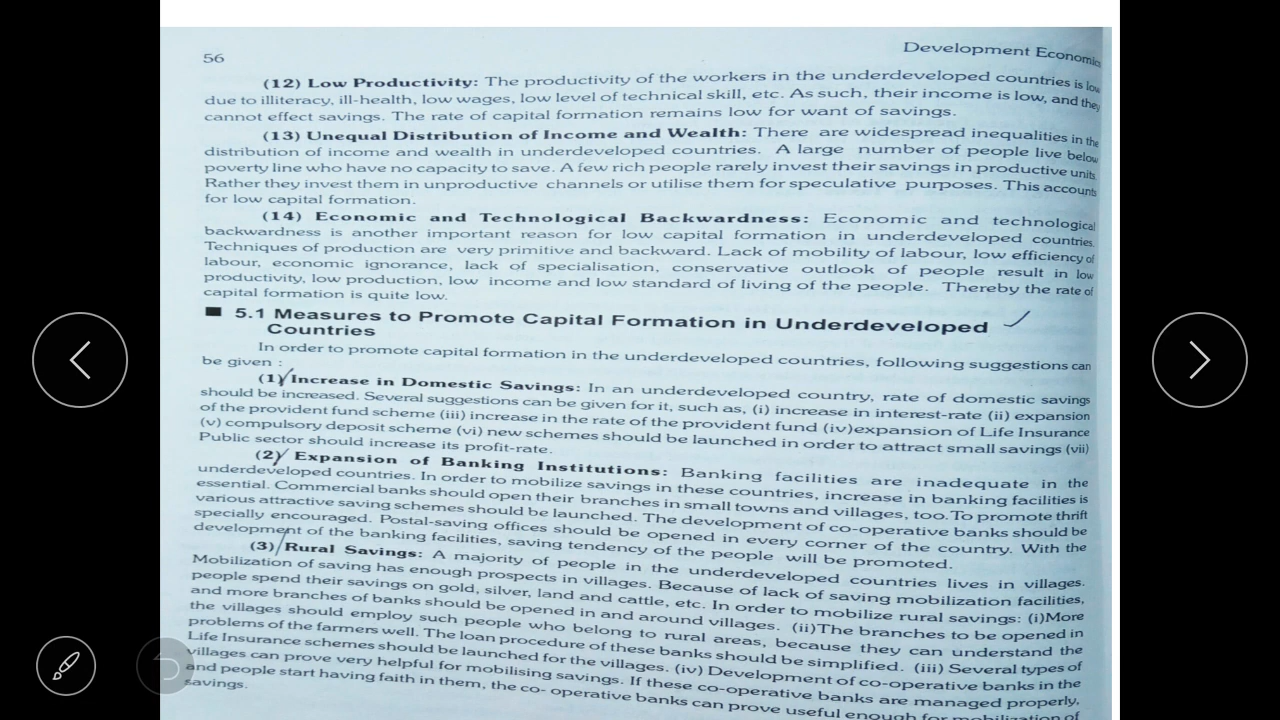 56
Development Economics
(12) Low Productivity: The productivity of the workers in the underdeveloped countries is low
due to illiteracy, ill-health, low wages, low level of technical skill, etc. As such, their income is low, and they
cannot effect savings. The rate of capital formation remains low for want of savings.
(13) Unequal Distribution of Income and Wealth: There are widespread inequalities in the
distribution of income and wealth in underdeveloped countries. A large number of people live below
poverty line who have no capacity to save. A few rich people rarely invest their savings in productive units.
Rather they invest them in unproductive channels or utilise them for speculative purposes. This accounts
for low capital formation.
(14) Economic and Technological Backwardness: Economic and technological
backwardness is another important reason for low capital formation in underdeveloped countries.
Techniques of production are very primitive and backward. Lack of mobility of labour, low efficiency of
labour, economic ignorance, lack of specialisation, conservative outlook of people result in low
productivity, low production, low income and low standard of living of the people. Thereby the rate of
capital formation is quite low.
■ 5.1 Measures to Promote Capital Formation in Underdeveloped
Countries
In order to promote capital formation in the underdeveloped countries, following suggestions can
be given :
(1) Increase in Domestic Savings: In an underdeveloped country, rate of domestic savings
should be increased. Several suggestions can be given for it, such as, (i) increase in interest-rate (ii) expansion
of the provident fund scheme (iii) increase in the rate of the provident fund (iv)expansion of Life Insurance
(v) compulsory deposit scheme (vi) new schemes should be launched in order to attract small savings (vii)
Public sector should increase its profit-rate.
(2) Expansion of Banking Institutions: Banking facilities are inadequate in the
underdeveloped countries. In order to mobilize savings in these countries, increase in banking facilities is
essential. Commercial banks should open their branches in small towns and villages, too. To promote thrift
various attractive saving schemes should be launched. The development of co-operative banks should be
specially encouraged. Postal-saving offices should be opened in every corner of the country. With the
development of the banking facilities, saving tendency of the people will be promoted.
(3) Rural Savings: A majority of people in the underdeveloped countries lives in villages.
Mobilization of saving has enough prospects in villages. Because of lack of saving mobilization facilities,
people spend their savings on gold, silver, land and cattle, etc. In order to mobilize rural savings: (i)More
and more branches of banks should be opened in and around villages. (ii)The branches to be opened in
the villages should employ such people who belong to rural areas, because they can understand the
problems of the farmers well. The loan procedure of these banks should be simplified. (iii) Several types of
Life Insurance schemes should be launched for the villages. (iv) Development of co-operative banks in the
villages can prove very helpful for mobilising savings. If these co-operative banks are managed properly,
and people start having faith in them, the co- operative banks can prove useful enough for mobilization of
savings.